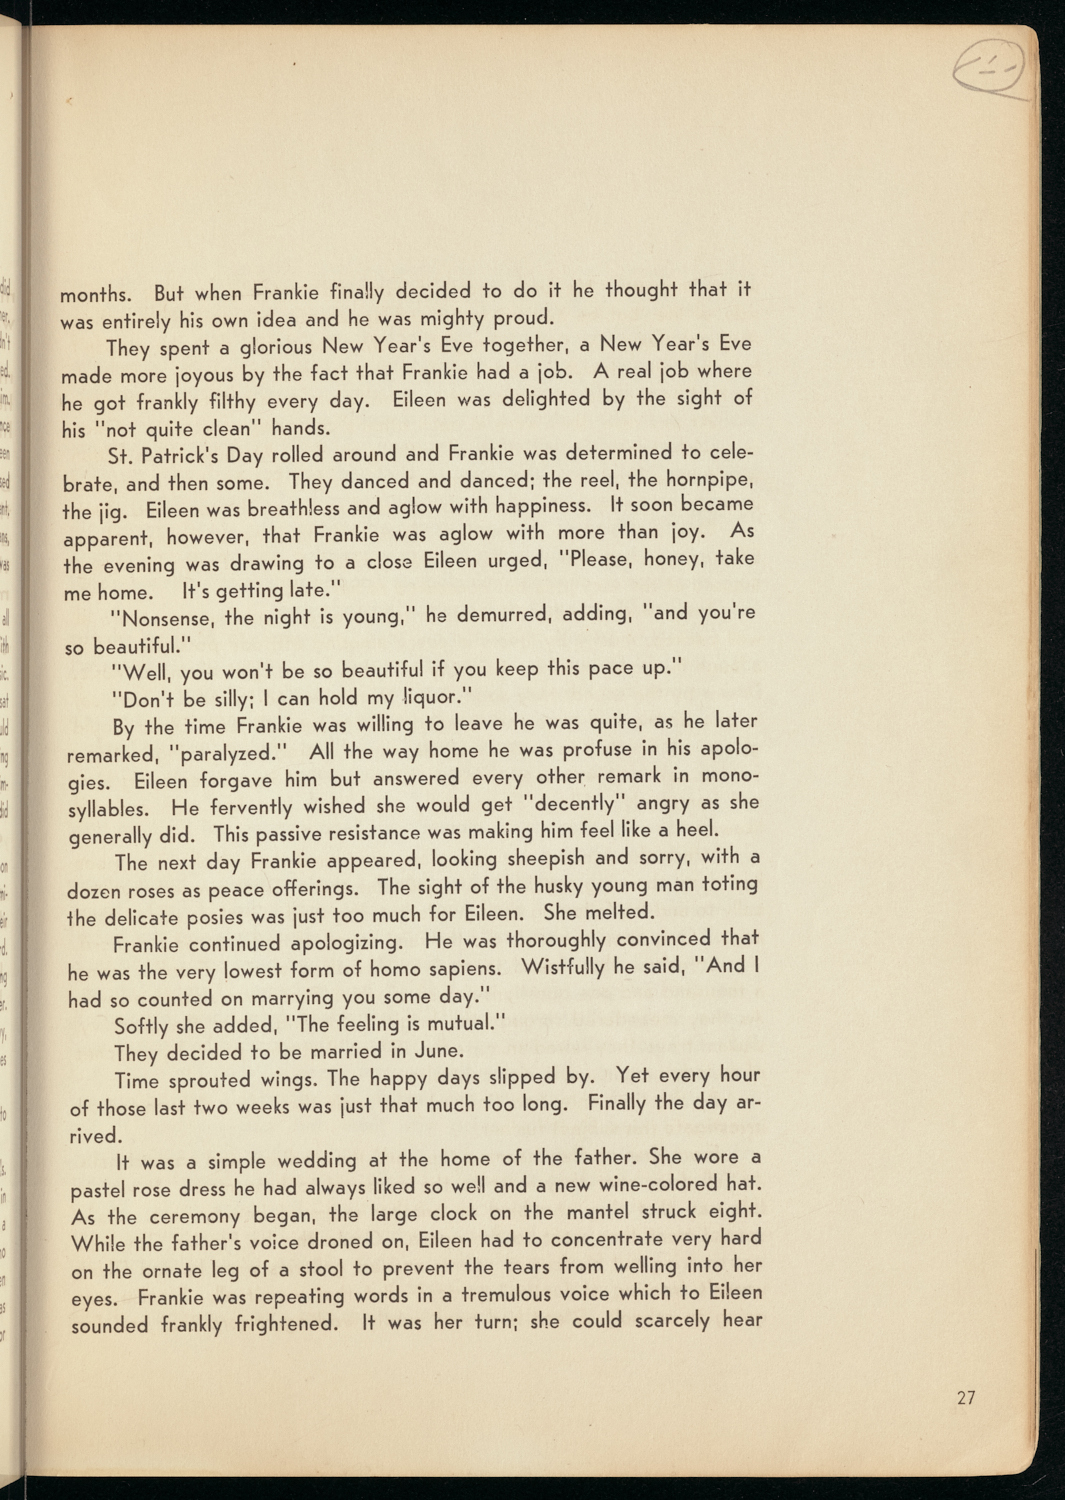 months. But when Frankie finally decided to do it he thought that it
was entirely his own idea and he was mighty proud.
They spent a glorious New Year's Eve together, a New Year's Eve
made more joyous by the fact that Frankie had a job. A real job where
he got frankly filthy every day. Eileen was delighted by the sight of
his "not quite clean" hands.
St. Patrick's Day rolled around and Frankie was determined to cele-
brate, and then some. They danced and danced; the reel, the hornpipe,
the jig. Eileen was breathless and aglow with happiness. It soon became
apparent, however, that Frankie was aglow with more than joy. As
the evening was drawing to a close Eileen urged, "Please, honey, take
me home. It's getting late."
"Nonsense, the night is young," he demurred, adding, "and you're
so beautiful."
"Well, you won't be so beautiful if you keep this pace up."
"Don't be silly; I can hold my liquor."
By the time Frankie was willing to leave he was quite, as he later
remarked, "paralyzed." All the way home he was profuse in his apolo-
gies. Eileen forgave him but answered every other remark in mono-
syllables. He fervently wished she would get "decently" angry as she
generally did. This passive resistance was making him feel like a heel.
The next day Frankie appeared, looking sheepish and sorry, with a
dozen roses as peace offerings. The sight of the husky young man toting
the delicate posies was just too much for Eileen. She melted.
Frankie continued apologizing. He was thoroughly convinced that
he was the very lowest form of homo sapiens. Wistfully he said, "And I
had so counted on marrying you some day."
Softly she added, "The feeling is mutual."
They decided to be married in June.
Time sprouted wings. The happy days slipped by. Yet every hour
of those last two weeks was just that much too long. Finally the day ar-
rived.
It was a simple wedding at the home of the father. She wore a
pastel rose dress he had always liked so well and a new wine-colored hat.
As the ceremony began, the large clock on the mantel struck eight.
While the father's voice droned on, Eileen had to concentrate very hard
on the ornate leg of a stool to prevent the tears from welling into her
eyes. Frankie was repeating words in a tremulous voice which to Eileen
sounded frankly frightened. It was her turn; she could scarcely hear
27